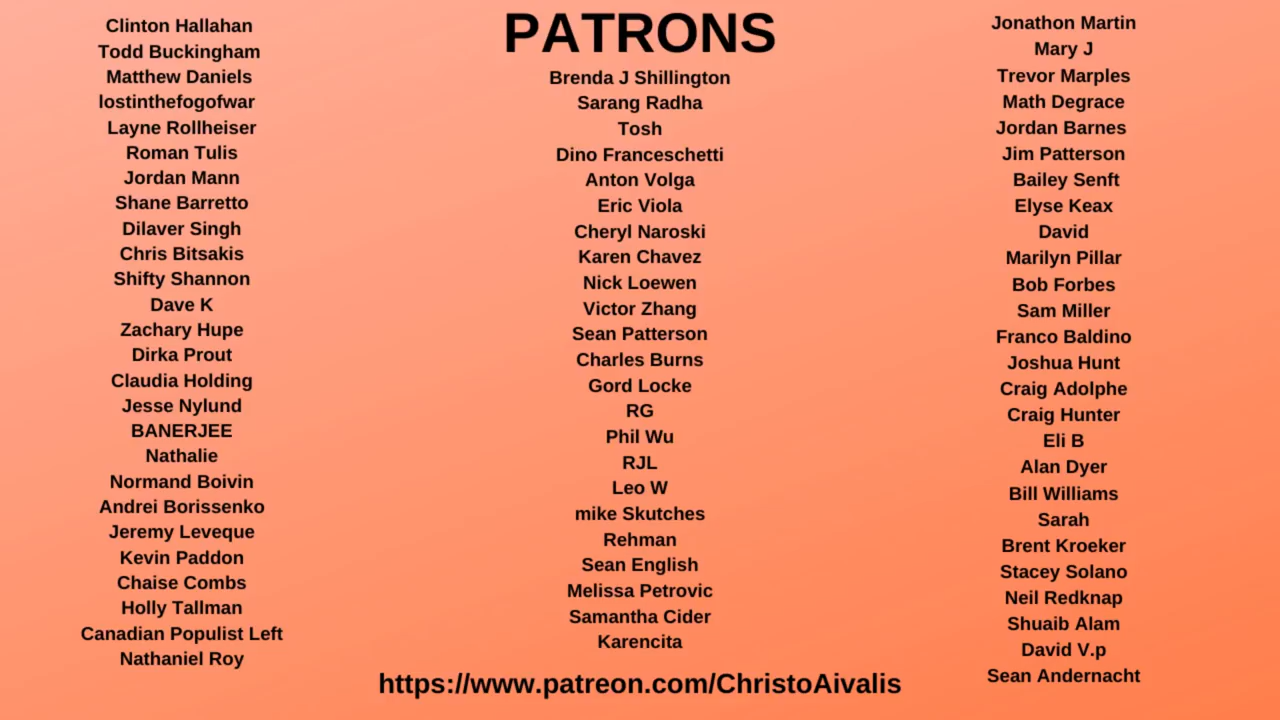 Clinton Hallahan
Todd Buckingham
Matthew Daniels
lostinthefogofwar
Layne Rollheiser
Roman Tulis
Jordan Mann
Shane Barretto
Dilaver Singh
Chris Bitsakis
Shifty Shannon
Dave K
Zachary Hupe
Dirka Prout
Claudia Holding
Jesse Nylund
BANERJEE
Nathalie
Normand Boivin
Andrei Borissenko
Jeremy Leveque
Kevin Paddon
Chaise Combs
Holly Tallman
Canadian Populist Left
Nathaniel Roy
PATRONS
Brenda J Shillington
Sarang Radha
Tosh
Dino Franceschetti
Anton Volga
Eric Viola
Cheryl Naroski
Karen Chavez
Nick Loewen
Victor Zhang
Sean Patterson
Charles Burns
Gord Locke
RG
Phil Wu
RJL
Leo W
mike Skutches
Rehman
Sean English
Melissa Petrovic
Samantha Cider
Karencita
https://www.patreon.com/ChristoAivalis
Jonathon Martin
Mary J
Trevor Marples
Math Degrace
Jordan Barnes
Jim Patterson
Bailey Senft
Elyse Keax
David
Marilyn Pillar
Bob Forbes
Sam Miller
Franco Baldino
Joshua Hunt
Craig Adolphe
Craig Hunter
Eli B
Alan Dyer
Bill Williams
Sarah
Brent Kroeker
Stacey Solano
Neil Redknap
Shuaib Alam
David V.p
Sean Andernacht